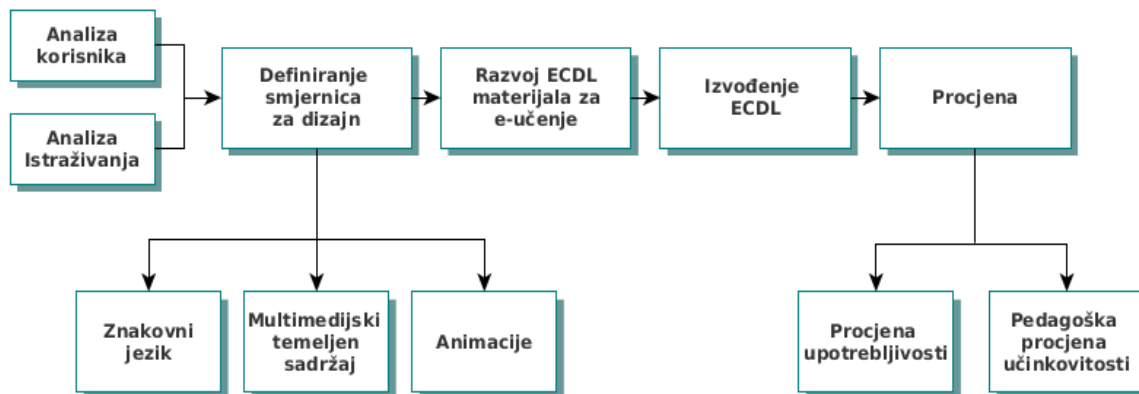 Analiza
korisnika
Analiza
Istraživanja
Definiranje
smjernica
za dizajn
Razvoj ECDL
materijala za
e-učenje
Izvođenje
ECDL
Procjena
Znakovni
jezik
Multimedijski
temeljen
sadržaj
Animacije
Procjena
upotrebljivosti
Pedagoška
procjena
učinkovitosti